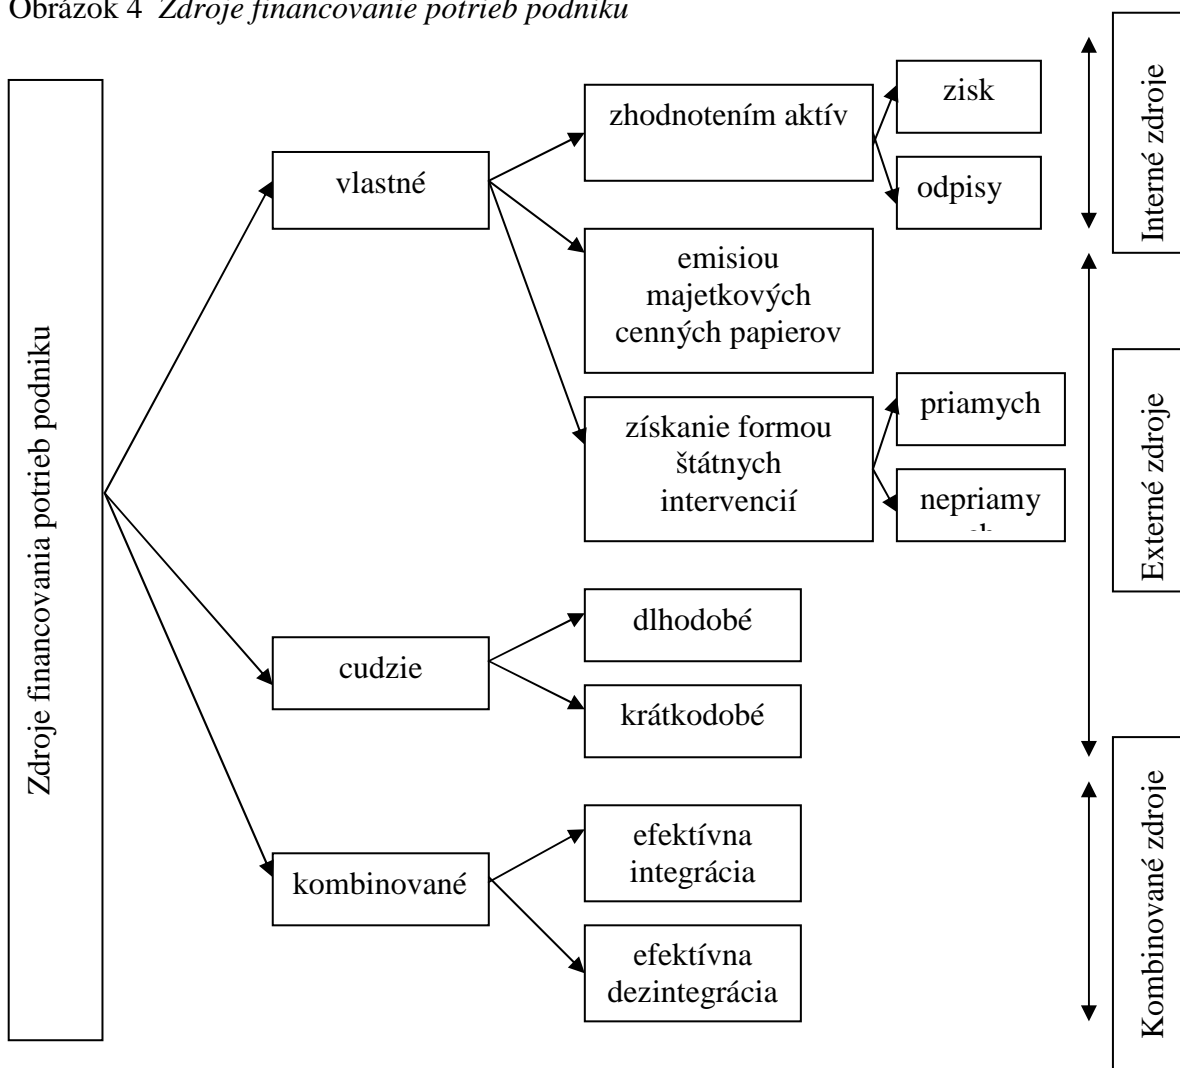 Obrázok 4 Zdroje financovanie potrieb podniku
Zdroje financovania potrieb podniku
vlastné
zhodnotením aktív
zisk
odpisy
emisiou
majetkových
cenných papierov
získanie formou
štátnych
intervencií
priamych
nepriamy
cudzie
dlhodobé
krátkodobé
kombinované
efektívna
integrácia
efektívna
dezintegrácia
Interné zdroje
Externé zdroje
Kombinované zdroje